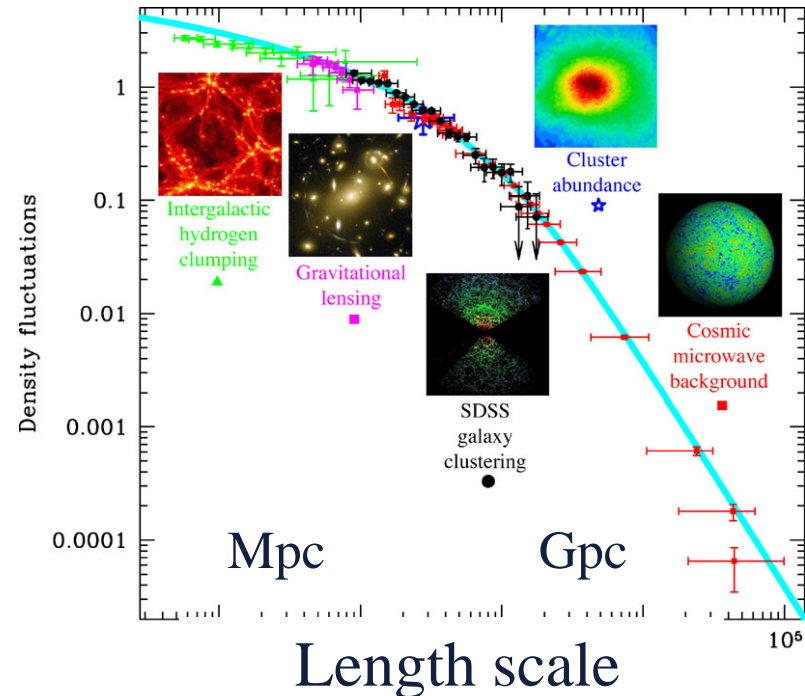 1
0.1
0.01
0.001
0.0001
Density fluctuations
Intergalactic
hydrogen
clumping
Gravitational
lensing
Cluster
abundance
SDSS
galaxy
clustering
Cosmic
microwave
background
Mpc
Gpc
10⁵
Length scale